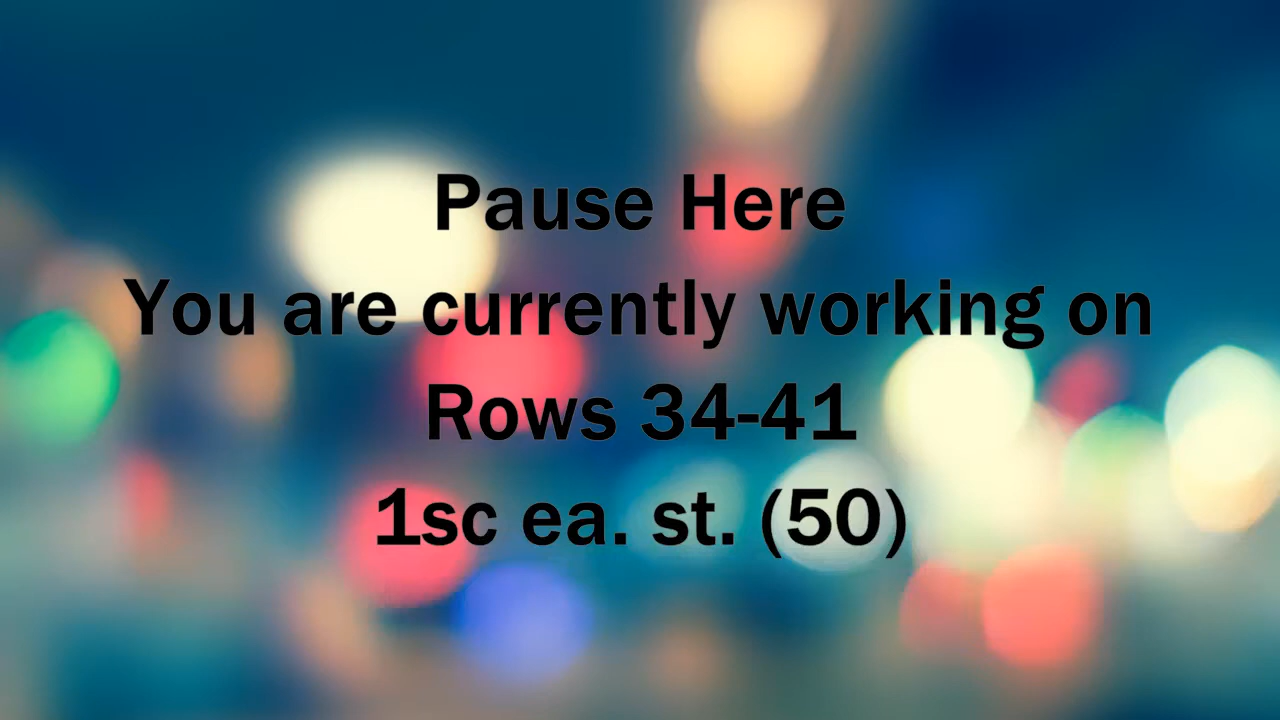 Pause Here
You are currently working on
Rows 34-41
1sc ea. st. (50)